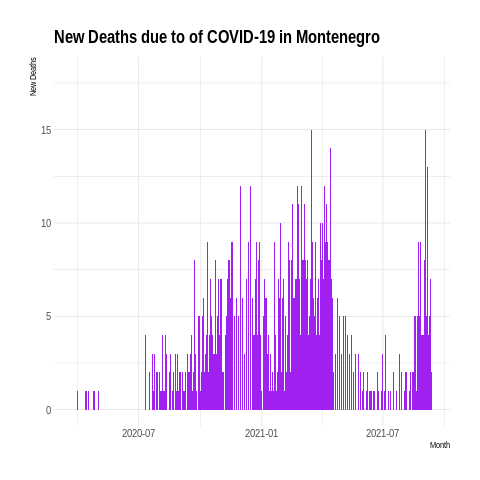 New Deaths due to of COVID-19 in Montenegro
New Deaths
15
10
5
0
2020-07 2021-01 2021-07
Month